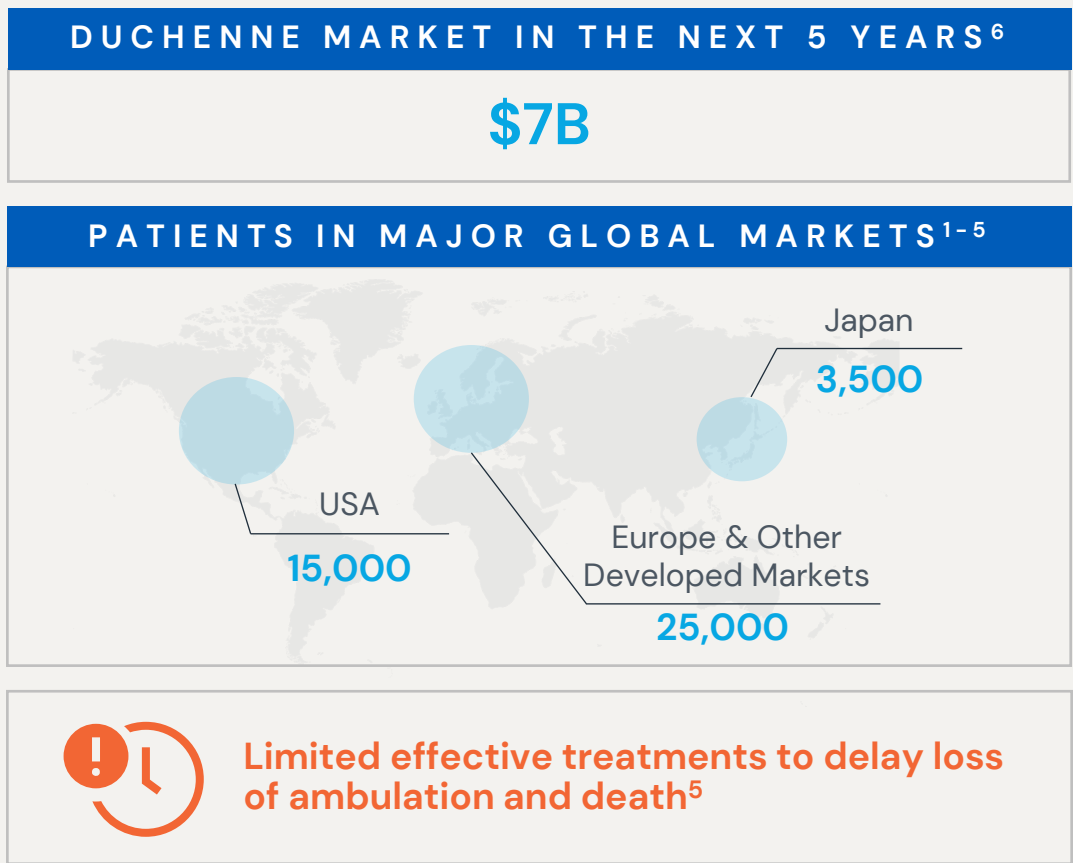 DUCHENNE MARKET IN THE NEXT 5 YEARS⁶
$7B
PATIENTS IN MAJOR GLOBAL MARKETS¹⁻⁵
Japan
3,500
USA
15,000
Europe & Other
Developed Markets
25,000
Limited effective treatments to delay loss
of ambulation and death⁵